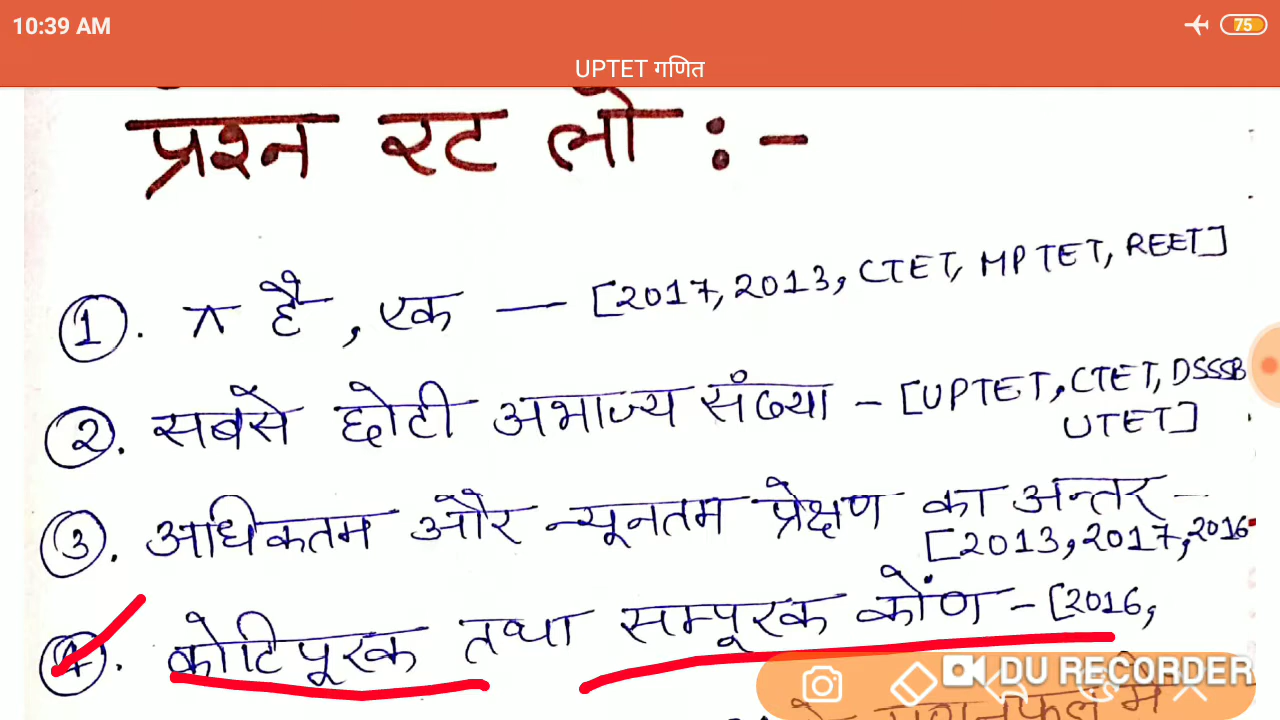 10:39 AM
75
UPTET गणित
प्रश्न रट लो :-
①. π है, एक — [2017, 2013, CTET, MPTET, REET]
②. सबसे छोटी अभाज्य संख्या - [UPTET, CTET, DSSSB
UTET]
③. अधिकतम और न्यूनतम प्रेक्षण का अन्तर -
[2013, 2017, 2016
④. कोटिपूरक तथा सम्पूरक कोंण - [2016,
DU RECORDER
में